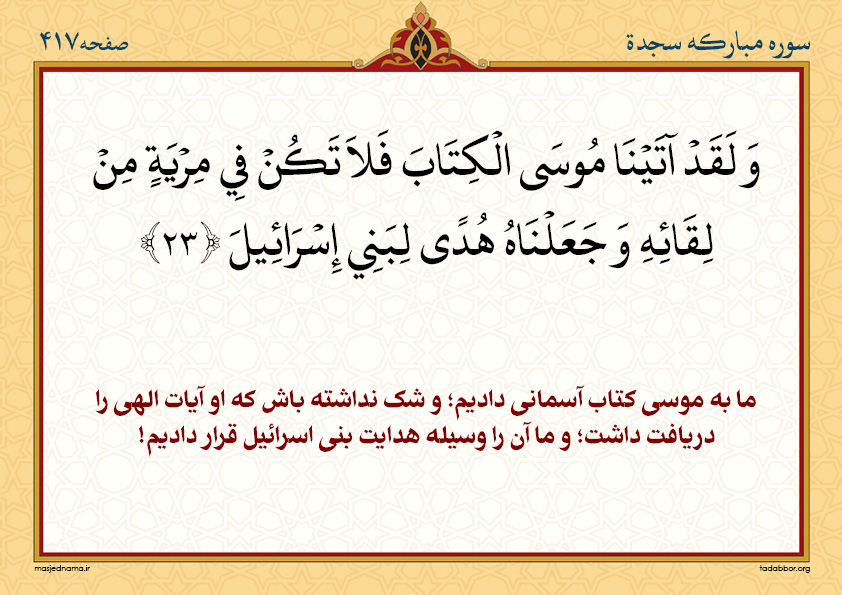 سوره مبارکه سجدة
صفحه۴۱۷
وَ لَقَدْ آتَيْنَا مُوسَى الْكِتَابَ فَلاَ تَكُنْ فِي مِرْيَةٍ مِنْ
لِقَائِهِ وَ جَعَلْنَاهُ هُدًى لِبَنِي إِسْرَائِيلَ ﴿٢٣﴾
ما به موسی کتاب آسمانی دادیم؛ و شک نداشته باش که او آیات الهی را
دریافت داشت؛ و ما آن را وسیله هدایت بنی اسرائیل قرار دادیم!
masjednama.ir
tadabbor.org